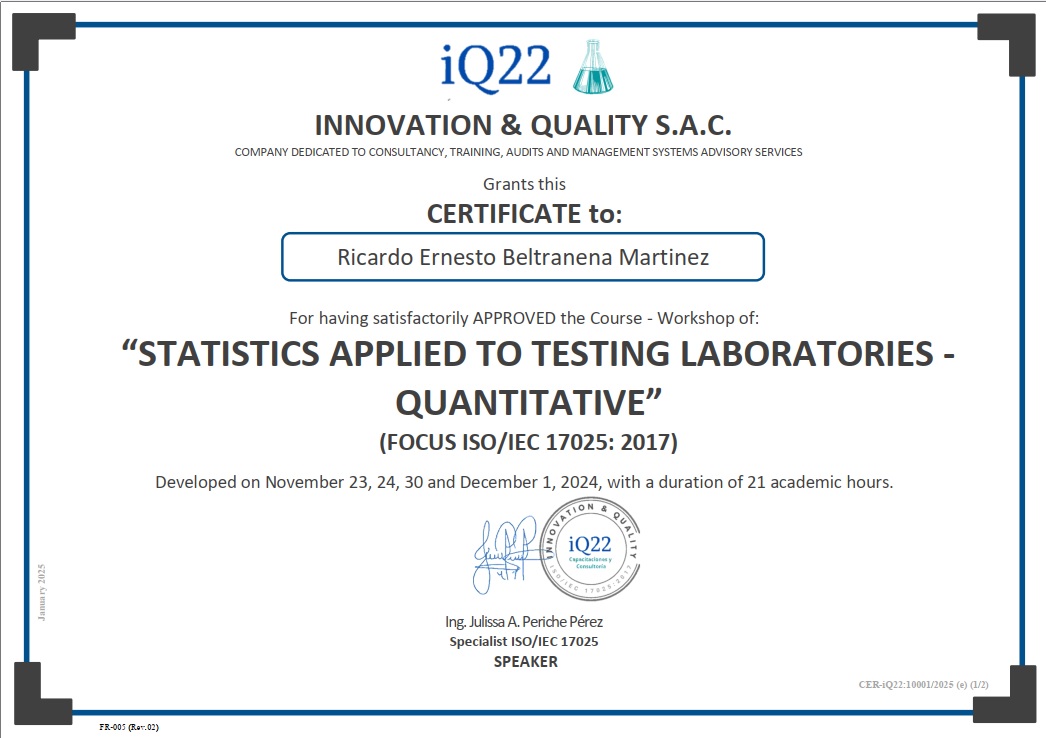 iQ22
INNOVATION & QUALITY S.A.C.
COMPANY DEDICATED TO CONSULTANCY, TRAINING, AUDITS AND MANAGEMENT SYSTEMS ADVISORY SERVICES
Grants this
CERTIFICATE to:
Ricardo Ernesto Beltranena Martinez
For having satisfactorily APPROVED the Course - Workshop of:
“STATISTICS APPLIED TO TESTING LABORATORIES -
QUANTITATIVE”
(FOCUS ISO/IEC 17025: 2017)
Developed on November 23, 24, 30 and December 1, 2024, with a duration of 21 academic hours.
INNOVATION & QUALITY
iQ22
Capacitaciones y
Consultoría
ISO/IEC 17025:2017
January 2025
Ing. Julissa A. Periche Pérez
Specialist ISO/IEC 17025
SPEAKER
CER-iQ22:10001/2025 (e) (1/2)
FR-005 (Rev.02)